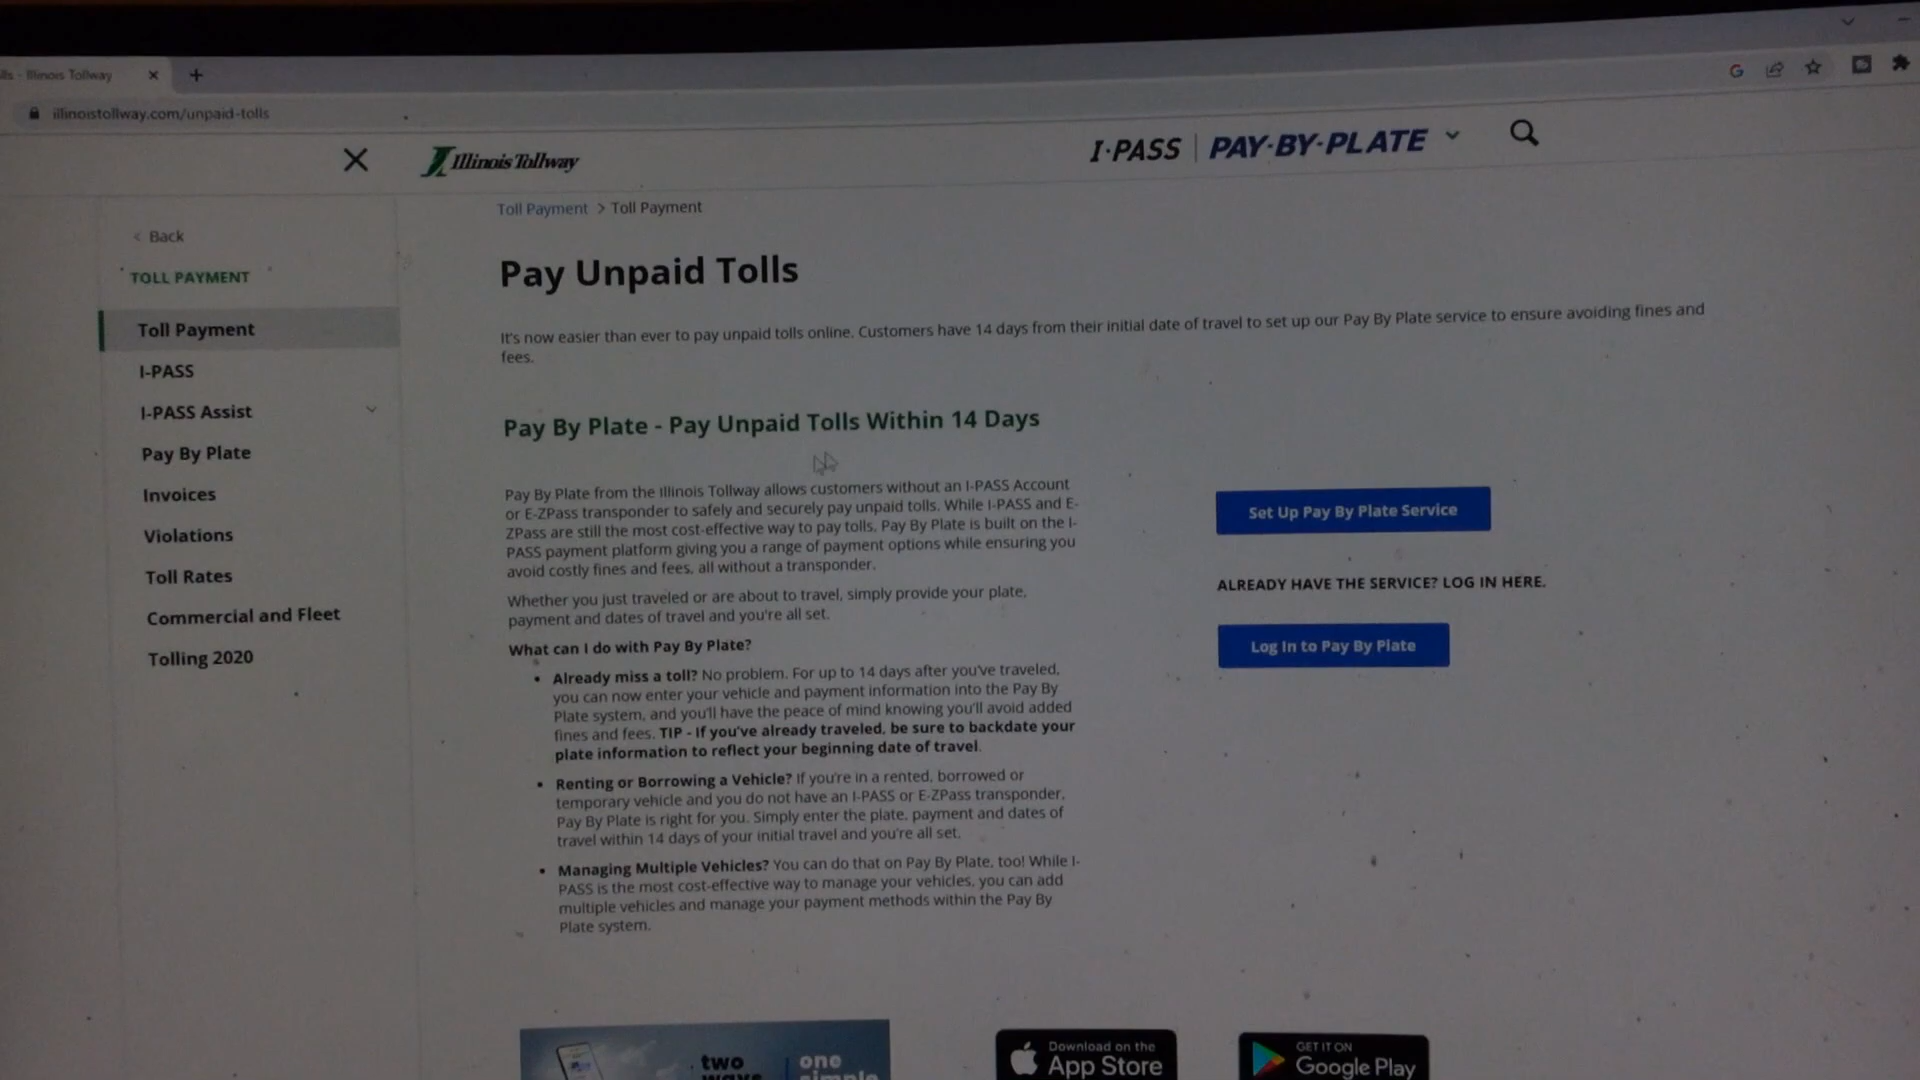 Illinois Tollway
illinoistollway.com/unpaid-tolls
Illinois Tollway
I·PASS | PAY·BY·PLATE
Toll Payment > Toll Payment
< Back
TOLL PAYMENT
Toll Payment
I-PASS
I-PASS Assist
Pay By Plate
Invoices
Violations
Toll Rates
Commercial and Fleet
Tolling 2020
Pay Unpaid Tolls
It's now easier than ever to pay unpaid tolls online. Customers have 14 days from their initial date of travel to set up our Pay By Plate service to ensure avoiding fines and
fees.
Pay By Plate - Pay Unpaid Tolls Within 14 Days
Pay By Plate from the Illinois Tollway allows customers without an I-PASS Account
or E-ZPass transponder to safely and securely pay unpaid tolls. While I-PASS and E-
ZPass are still the most cost-effective way to pay tolls, Pay By Plate is built on the I-
PASS payment platform giving you a range of payment options while ensuring you
avoid costly fines and fees, all without a transponder.
Whether you just traveled or are about to travel, simply provide your plate,
payment and dates of travel and you're all set.
What can I do with Pay By Plate?
• Already miss a toll? No problem. For up to 14 days after you've traveled,
you can now enter your vehicle and payment information into the Pay By
Plate system, and you'll have the peace of mind knowing you'll avoid added
fines and fees. TIP - If you've already traveled, be sure to backdate your
plate information to reflect your beginning date of travel.
• Renting or Borrowing a Vehicle? If you're in a rented, borrowed or
temporary vehicle and you do not have an I-PASS or E-ZPass transponder,
Pay By Plate is right for you. Simply enter the plate, payment and dates of
travel within 14 days of your initial travel and you're all set.
• Managing Multiple Vehicles? You can do that on Pay By Plate, too! While I-
PASS is the most cost-effective way to manage your vehicles, you can add
multiple vehicles and manage your payment methods within the Pay By
Plate system.
Set Up Pay By Plate Service
ALREADY HAVE THE SERVICE? LOG IN HERE.
Log In to Pay By Plate
two
one
Download on the
App Store
GET IT ON
Google Play